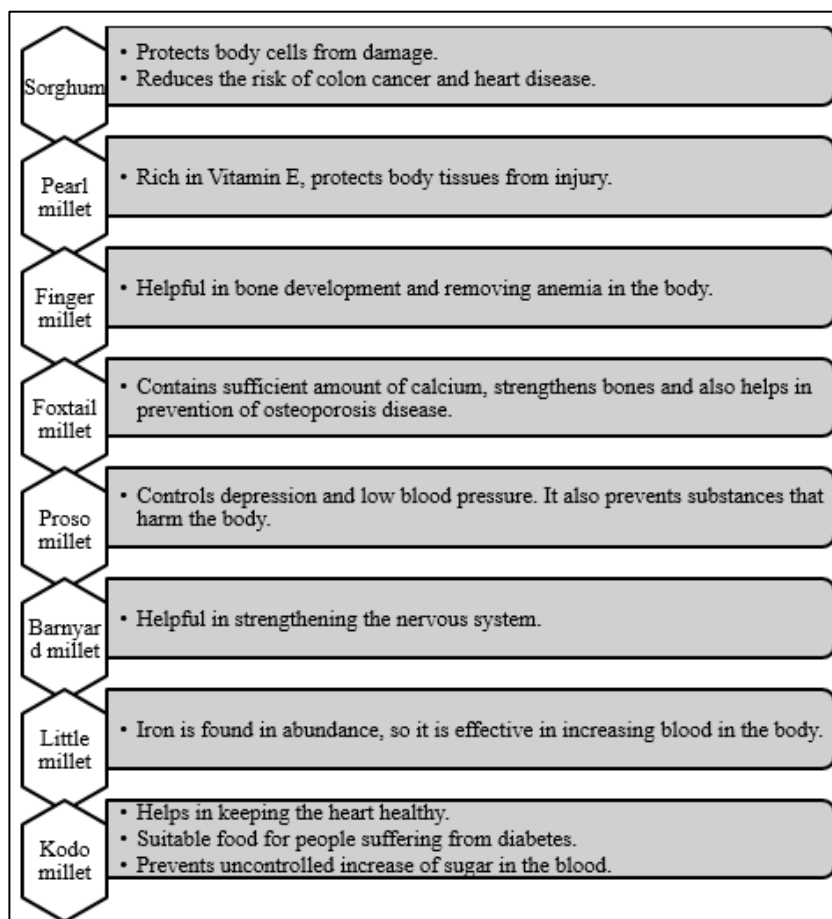 Sorghum
• Protects body cells from damage.
• Reduces the risk of colon cancer and heart disease.
Pearl
millet
• Rich in Vitamin E, protects body tissues from injury.
Finger
millet
• Helpful in bone development and removing anemia in the body.
Foxtail
millet
• Contains sufficient amount of calcium, strengthens bones and also helps in
prevention of osteoporosis disease.
Proso
millet
• Controls depression and low blood pressure. It also prevents substances that
harm the body.
Barnyar
d millet
• Helpful in strengthening the nervous system.
Little
millet
• Iron is found in abundance, so it is effective in increasing blood in the body.
Kodo
millet
• Helps in keeping the heart healthy.
• Suitable food for people suffering from diabetes.
• Prevents uncontrolled increase of sugar in the blood.